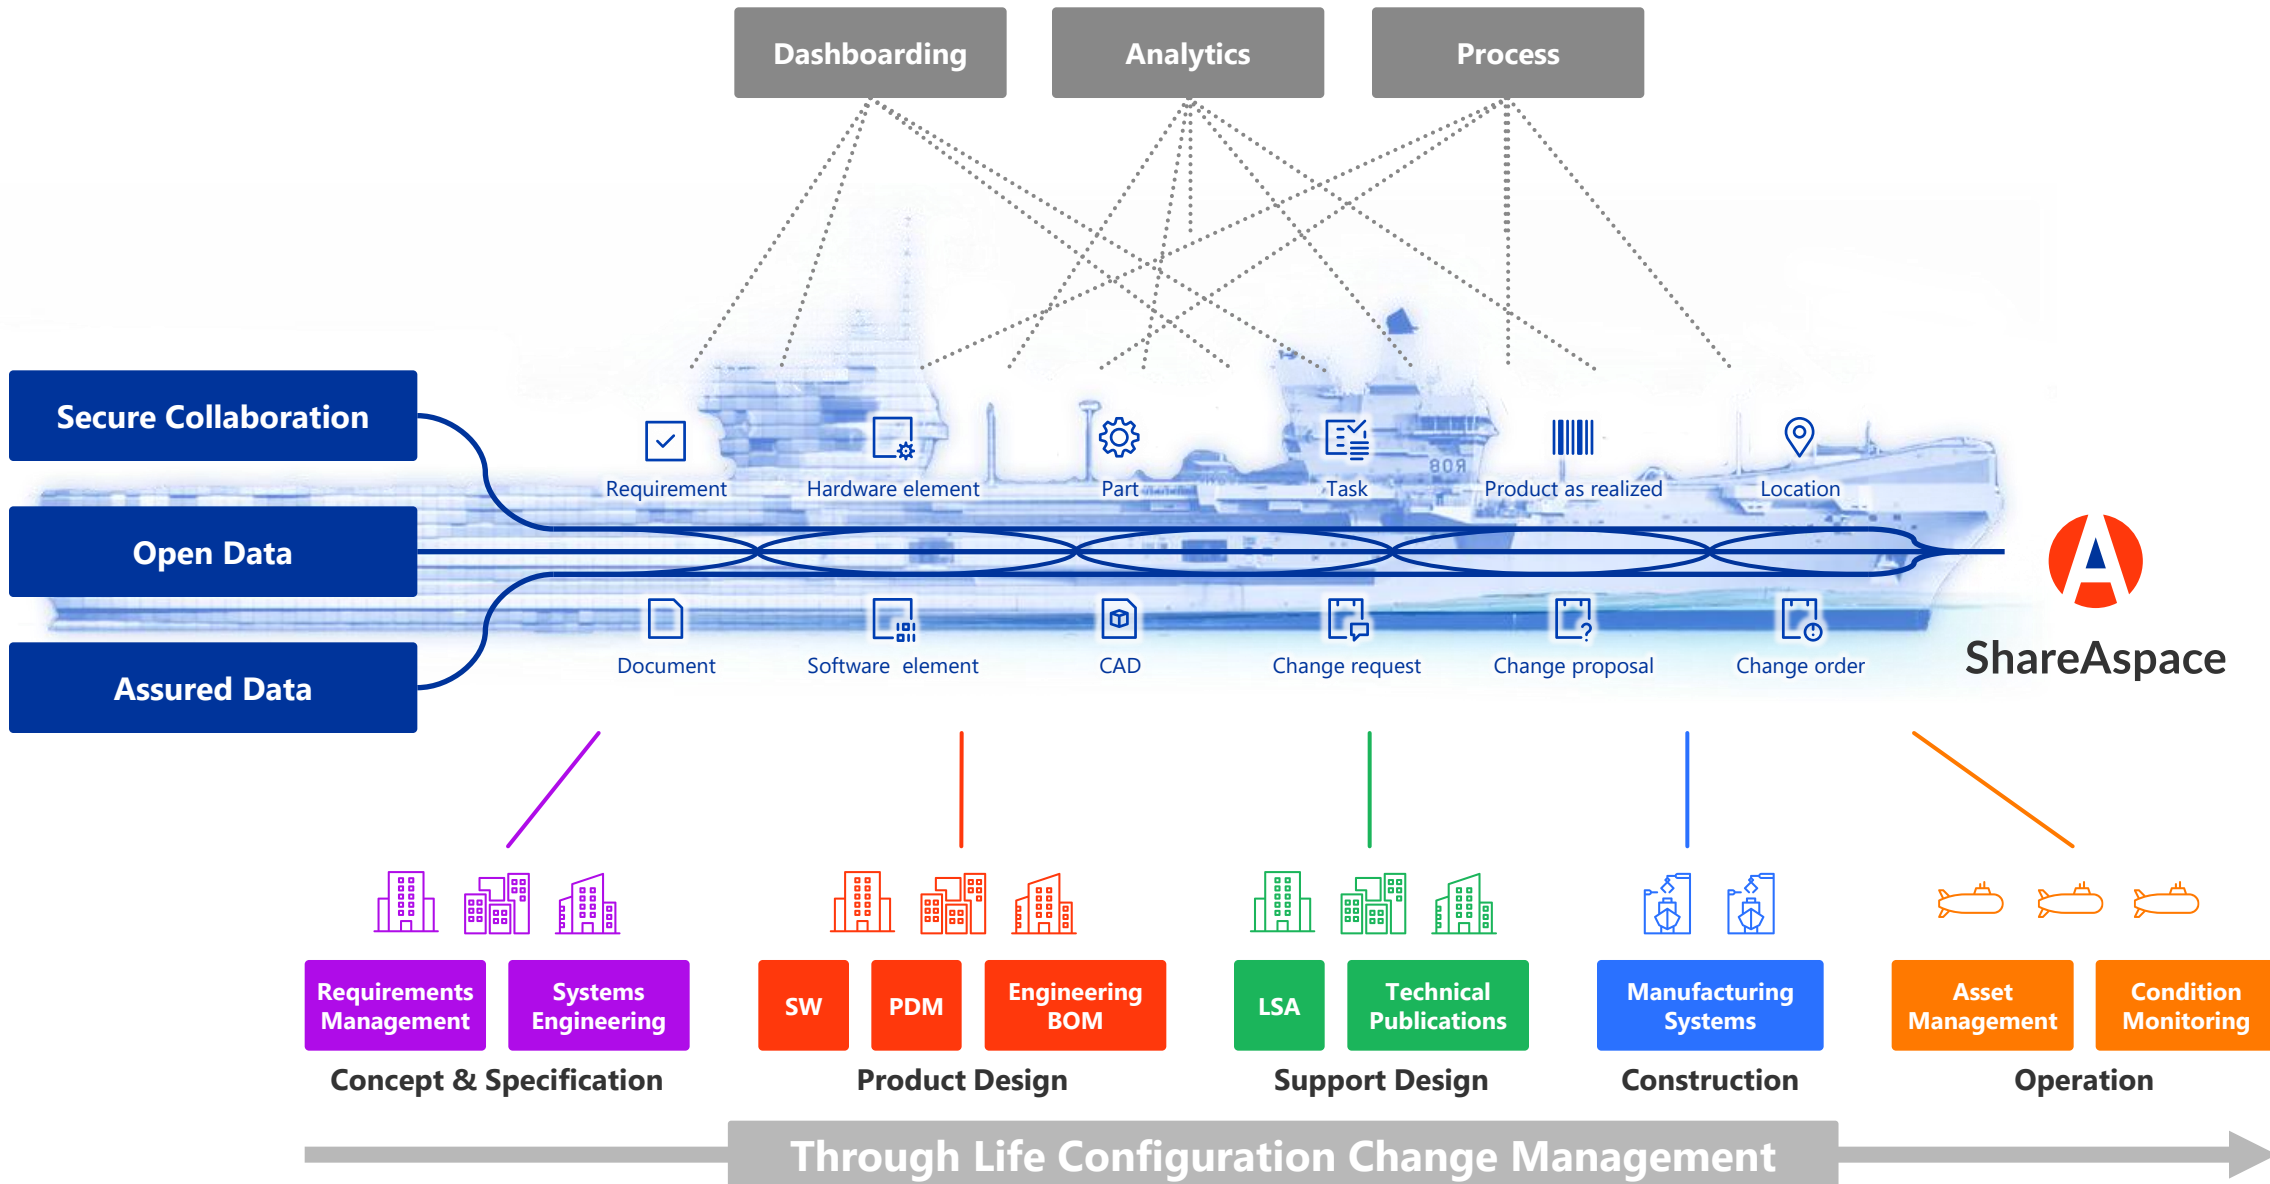 Dashboarding
Analytics
Process
Secure Collaboration
Open Data
Assured Data
Requirement
Hardware element
Part
Task
Product as realized
Location
R08
Document
Software element
CAD
Change request
Change proposal
Change order
ShareAspace
Requirements
Management
Systems
Engineering
SW
PDM
Engineering
BOM
LSA
Technical
Publications
Manufacturing
Systems
Asset
Management
Condition
Monitoring
Concept & Specification
Product Design
Support Design
Construction
Operation
Through Life Configuration Change Management